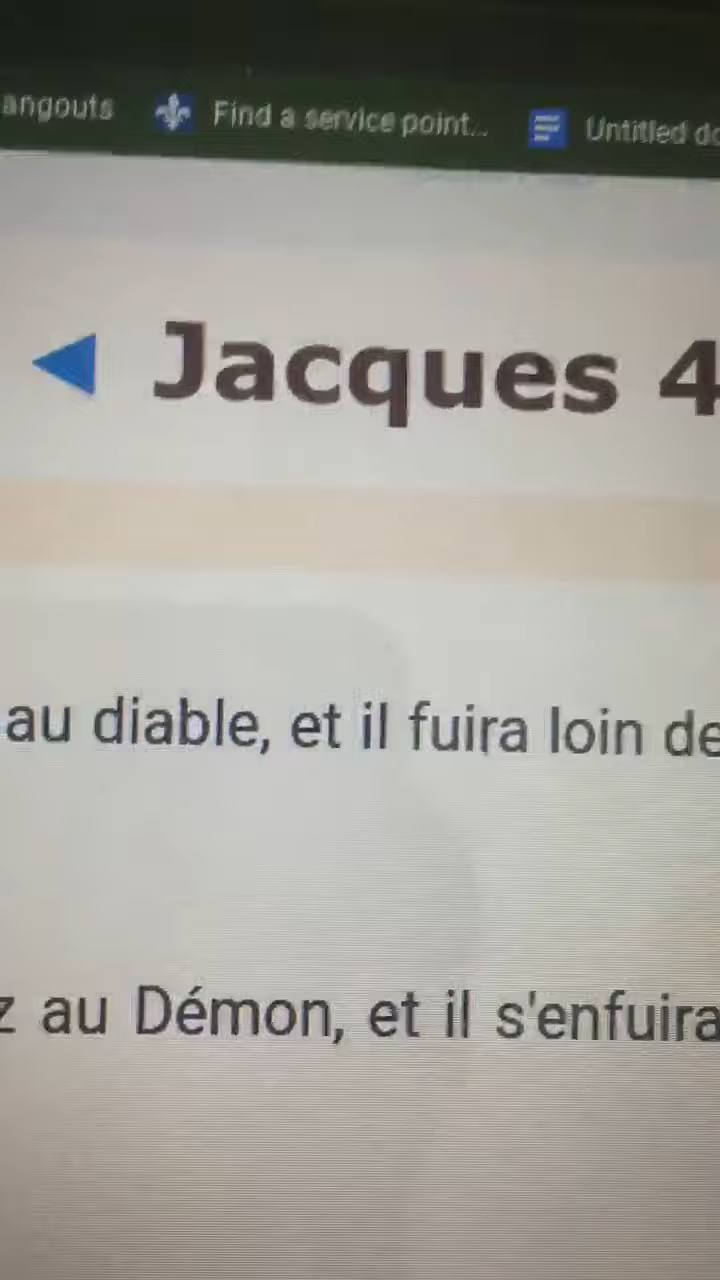 angouts Find a service point... Untitled do
Jacques 4
au diable, et il fuira loin de
z au Démon, et il s'enfuira